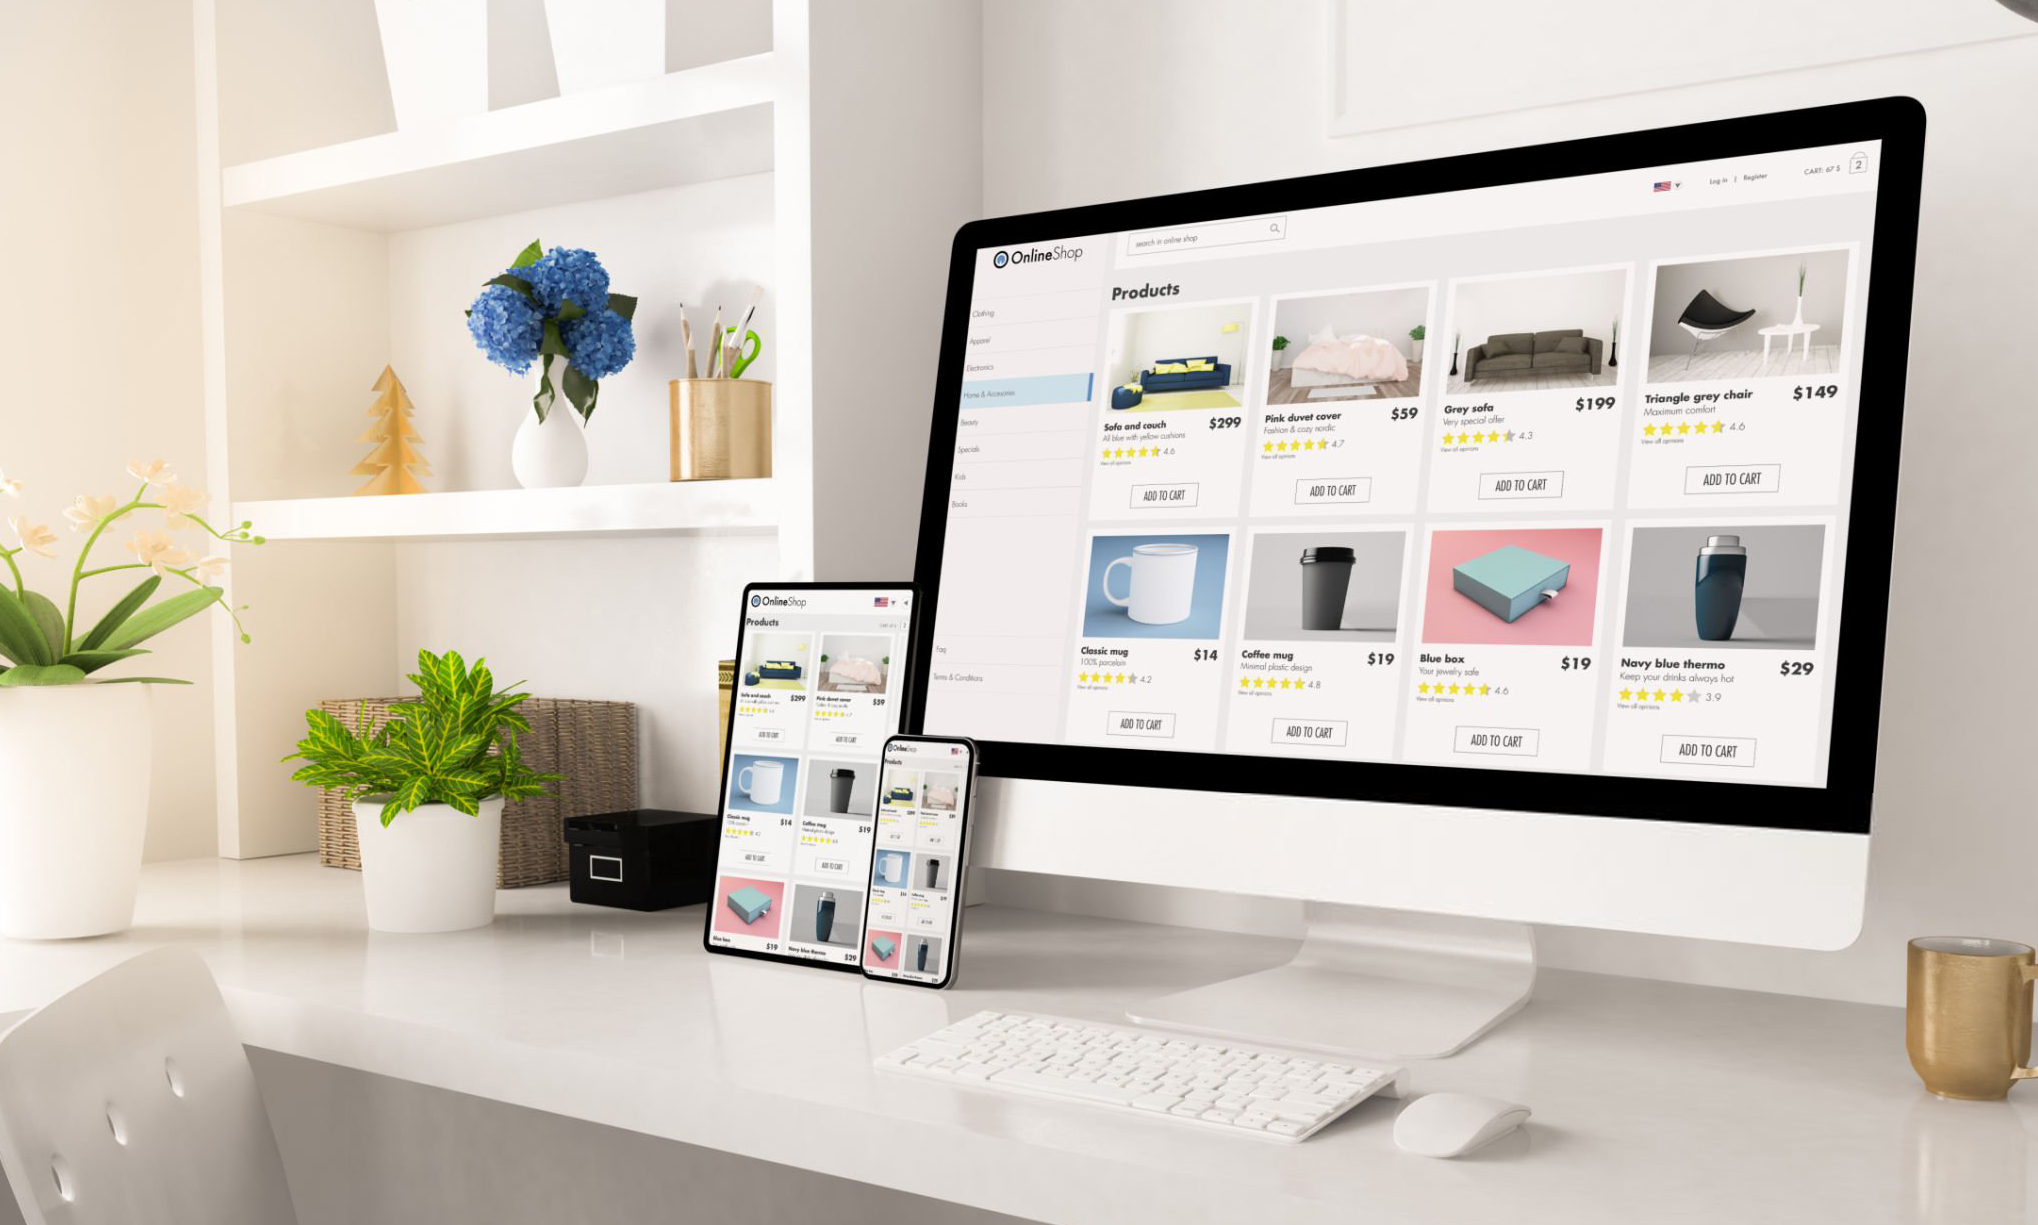 OnlineShop
search in online shop
Log In | Register
CART: 67 $
2
Clothing
Apparel
Electronics
Home & Accesories
Beauty
Specials
Kids
Books
Faq
Terms & Conditions
Products
Sofa and couch $299
All blue with yellow cushions
4.6
View all opinions
ADD TO CART
Pink duvet cover $59
Fashion & cozy nordic
4.7
View all opinions
ADD TO CART
Grey sofa $199
Very special offer
4.3
View all opinions
ADD TO CART
Triangle grey chair $149
Maximum comfort
4.6
View all opinions
ADD TO CART
Classic mug $14
100% porcelain
4.2
View all opinions
ADD TO CART
Coffee mug $19
Minimal plastic design
4.8
View all opinions
ADD TO CART
Blue box $19
Your jewelry safe
4.6
View all opinions
ADD TO CART
Navy blue thermo $29
Keep your drinks always hot
3.9
View all opinions
ADD TO CART
OnlineShop
Products
Sofa and couch $299
ADD TO CART
Pink duvet cover $59
ADD TO CART
Classic mug $14
ADD TO CART
Coffee mug $19
ADD TO CART
Blue box $19
Navy blue thermo $29
OnlineShop
Products